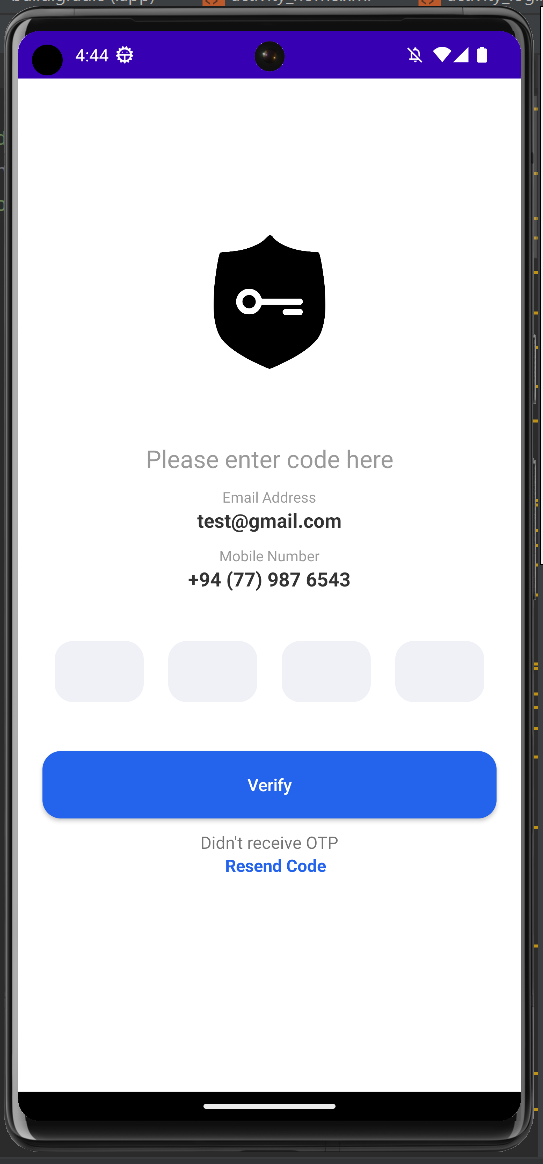 4:44
Please enter code here
Email Address
test@gmail.com
Mobile Number
+94 (77) 987 6543
Verify
Didn't receive OTP
Resend Code